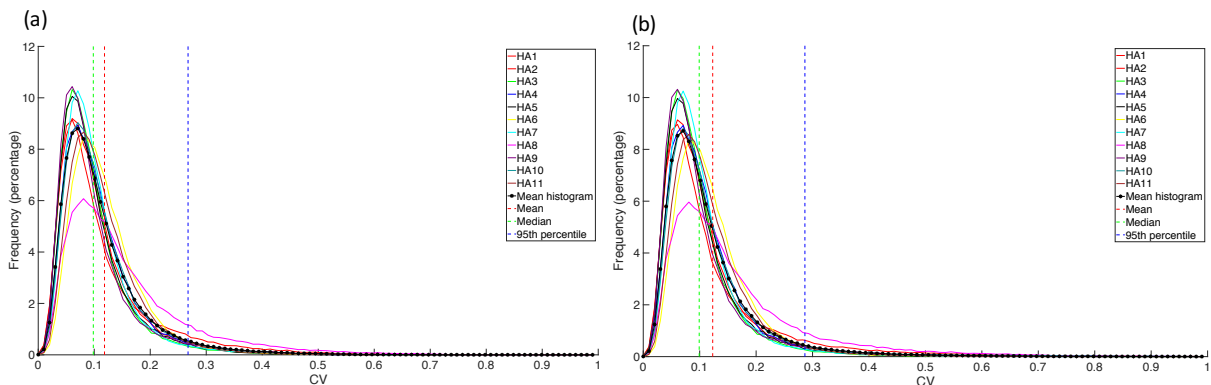 (a)
12
10
8
6
4
2
0
Frequency (percentage)
0 0.1 0.2 0.3 0.4 0.5 0.6 0.7 0.8 0.9 1
CV
HA1
HA2
HA3
HA4
HA5
HA6
HA7
HA8
HA9
HA10
HA11
Mean histogram
Mean
Median
95th percentile
(b)
12
10
8
6
4
2
0
Frequency (percentage)
0 0.1 0.2 0.3 0.4 0.5 0.6 0.7 0.8 0.9 1
CV
HA1
HA2
HA3
HA4
HA5
HA6
HA7
HA8
HA9
HA10
HA11
Mean histogram
Mean
Median
95th percentile